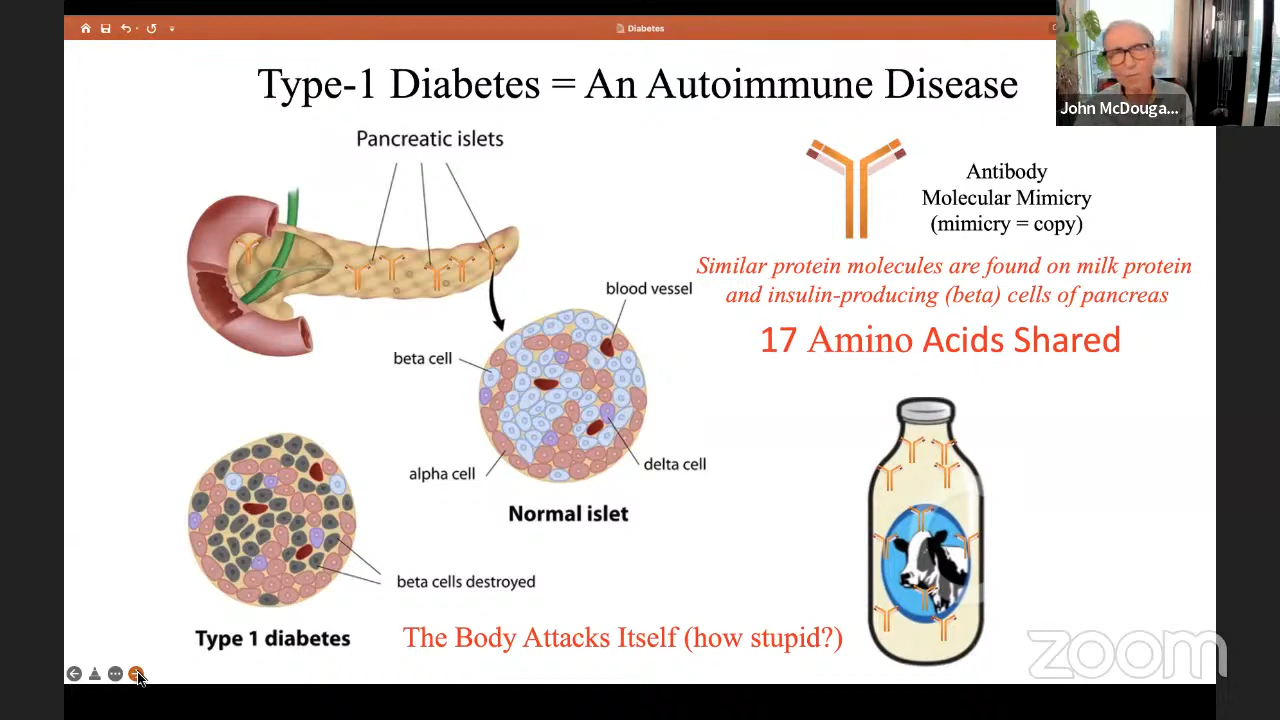 Diabetes
John McDouga...
Type-1 Diabetes = An Autoimmune Disease
Pancreatic islets
Antibody
Molecular Mimicry
(mimicry = copy)
Similar protein molecules are found on milk protein
and insulin-producing (beta) cells of pancreas
17 Amino Acids Shared
blood vessel
beta cell
alpha cell
delta cell
Normal islet
beta cells destroyed
Type 1 diabetes
The Body Attacks Itself (how stupid?)
zoom